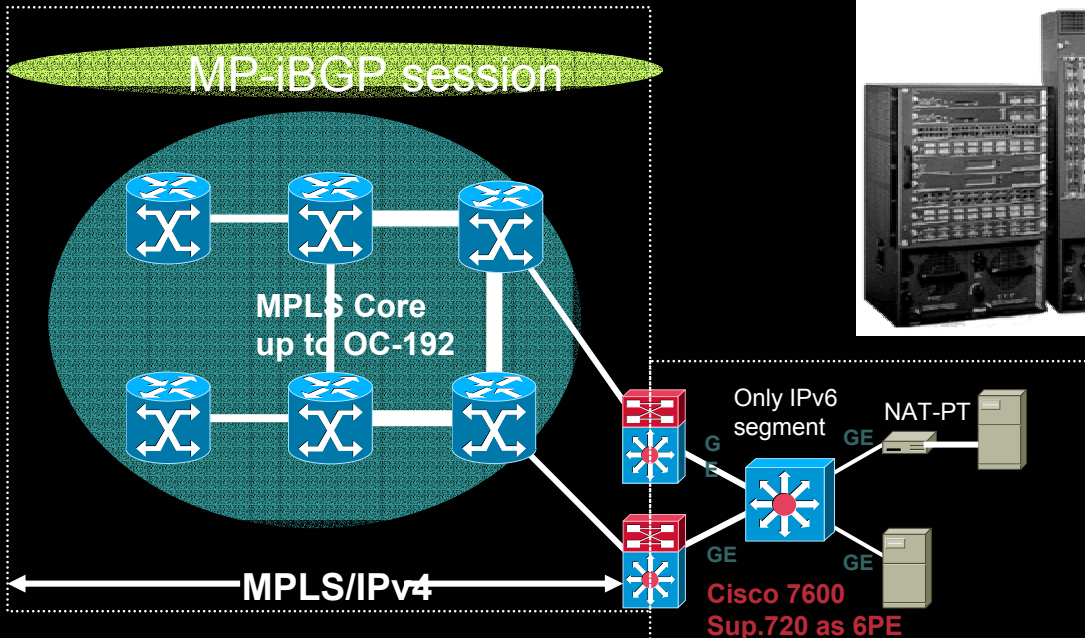 MP-iBGP session
MPLS Core
up to OC-192
Only IPv6
segment
NAT-PT
GE
G
E
GE
GE
MPLS/IPv4
Cisco 7600
Sup.720 as 6PE